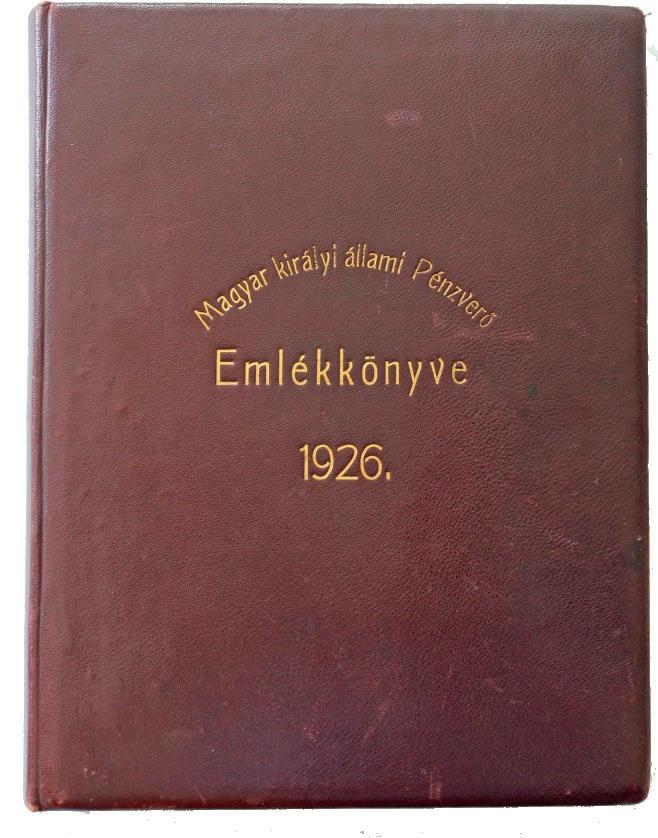 Magyar királyi állami Pénzverő
Emlékkönyve
1926.